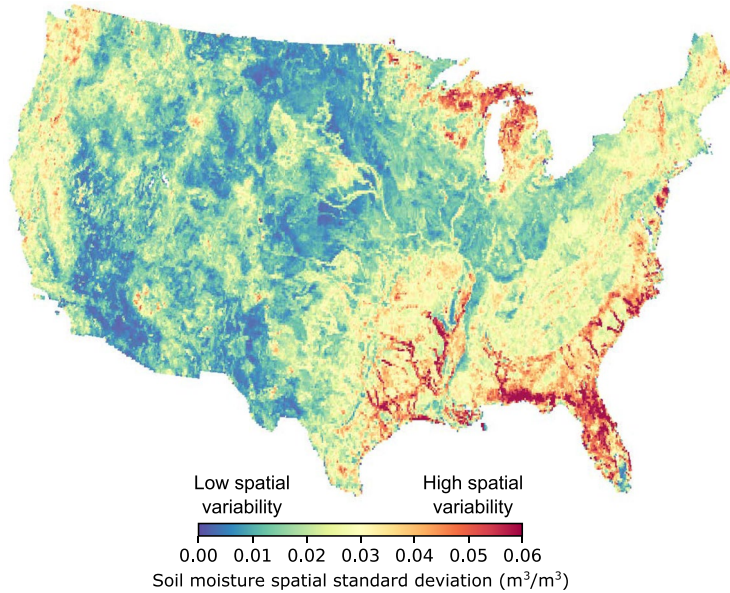 Low spatial variability
High spatial variability
0.00 0.01 0.02 0.03 0.04 0.05 0.06
Soil moisture spatial standard deviation (m³/m³)